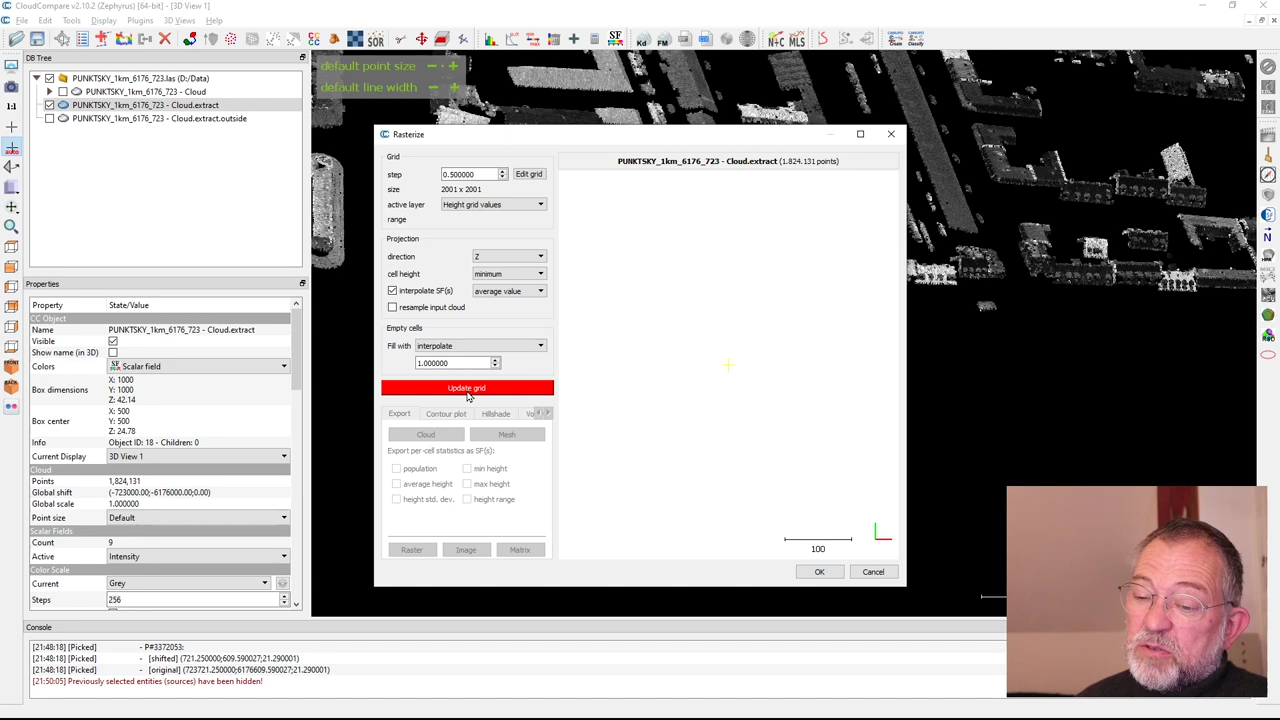 CloudCompare v2.10.2 (Zephyrus) [64-bit] - [3D View 1]
File Edit Tools Display Plugins 3D Views Help
SOR
SF
Kd FM
N+C MLS
DB Tree
PUNKTSKY_1km_6176_723.las (D:/Data)
PUNKTSKY_1km_6176_723 - Cloud
PUNKTSKY_1km_6176_723 - Cloud.extract
PUNKTSKY_1km_6176_723 - Cloud.extract.outside
1:1
auto
Properties
Property State/Value
CC Object
Name PUNKTSKY_1km_6176_723 - Cloud.extract
Visible
Show name (in 3D)
Colors Scalar field
Box dimensions X: 1000
Y: 1000
Z: 42.14
Box center X: 500
Y: 500
Z: 24.78
Info Object ID: 18 - Children: 0
Current Display 3D View 1
Cloud
Points 1,824,131
Global shift (-723000.00;-6176000.00;0.00)
Global scale 1.000000
Point size Default
Scalar Fields
Count 9
Active Intensity
Color Scale
Current Grey
Steps 256
default point size
default line width
Rasterize
Grid
step 0.500000 Edit grid
size 2001 x 2001
active layer Height grid values
range
Projection
direction Z
cell height minimum
interpolate SF(s) average value
resample input cloud
Empty cells
Fill with interpolate
1.000000
Update grid
Export Contour plot Hillshade Vo
Cloud Mesh
Export per-cell statistics as SF(s):
population min height
average height max height
height std. dev. height range
Raster Image Matrix
PUNKTSKY_1km_6176_723 - Cloud.extract (1.824.131 points)
100
OK Cancel
Console
[21:48:18] [Picked] - P#3372053:
[21:48:18] [Picked] - [shifted] (721.250000;609.590027;21.290001)
[21:48:18] [Picked] - [original] (723721.250000;6176609.590027;21.290001)
[21:50:05] Previously selected entities (sources) have been hidden!